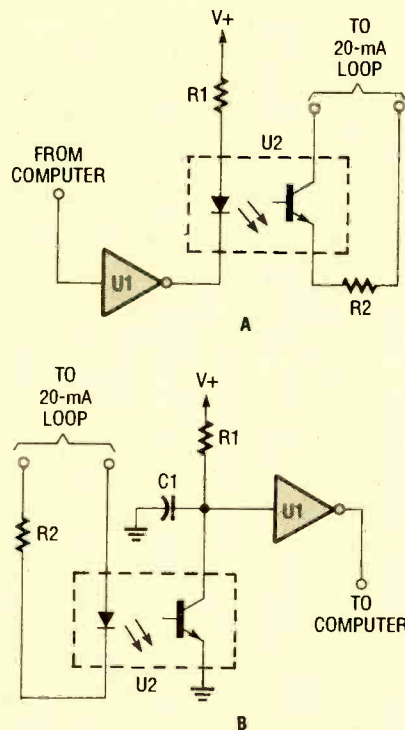 V+
TO
20-mA
LOOP
R1
U2
FROM
COMPUTER
U1
R2
A
TO
20-mA
LOOP
V+
R1
C1
R2
U1
TO
COMPUTER
U2
B